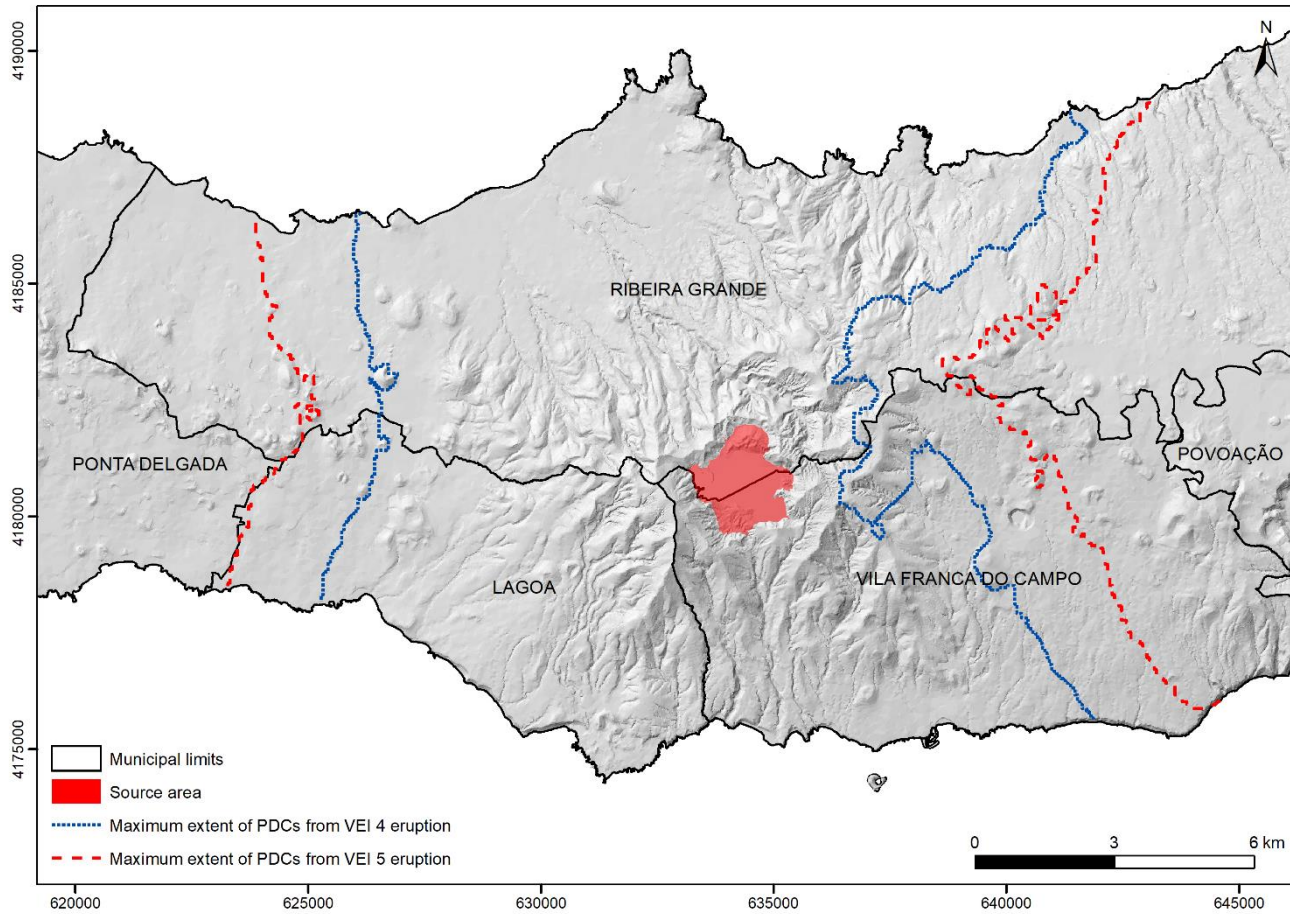 N
4190000
4185000
4180000
4175000
RIBEIRA GRANDE
PONTA DELGADA
POVOAÇÃO
LAGOA
VILA FRANCA DO CAMPO
Municipal limits
Source area
Maximum extent of PDCs from VEI 4 eruption
Maximum extent of PDCs from VEI 5 eruption
0 3 6 km
620000 625000 630000 635000 640000 645000